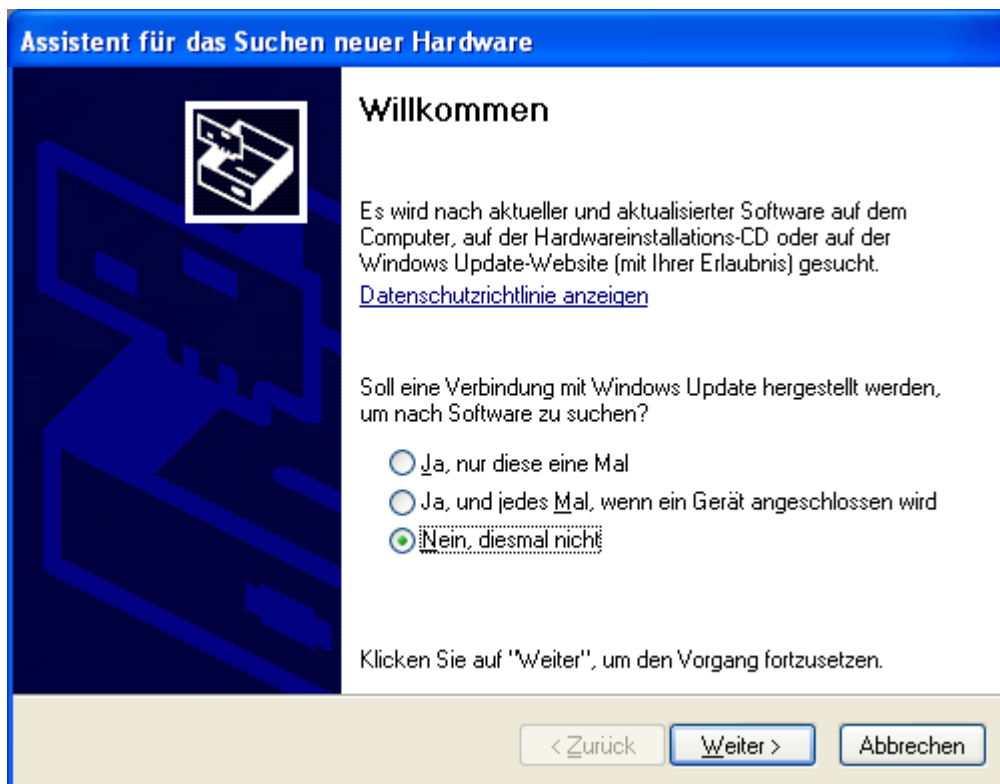 Assistent für das Suchen neuer Hardware
Willkommen
Es wird nach aktueller und aktualisierter Software auf dem
Computer, auf der Hardwareinstallations-CD oder auf der
Windows Update-Website (mit Ihrer Erlaubnis) gesucht.
Datenschutzrichtlinie anzeigen
Soll eine Verbindung mit Windows Update hergestellt werden,
um nach Software zu suchen?
Ja, nur diese eine Mal
Ja, und jedes Mal, wenn ein Gerät angeschlossen wird
Nein, diesmal nicht
Klicken Sie auf "Weiter", um den Vorgang fortzusetzen.
< Zurück Weiter > Abbrechen